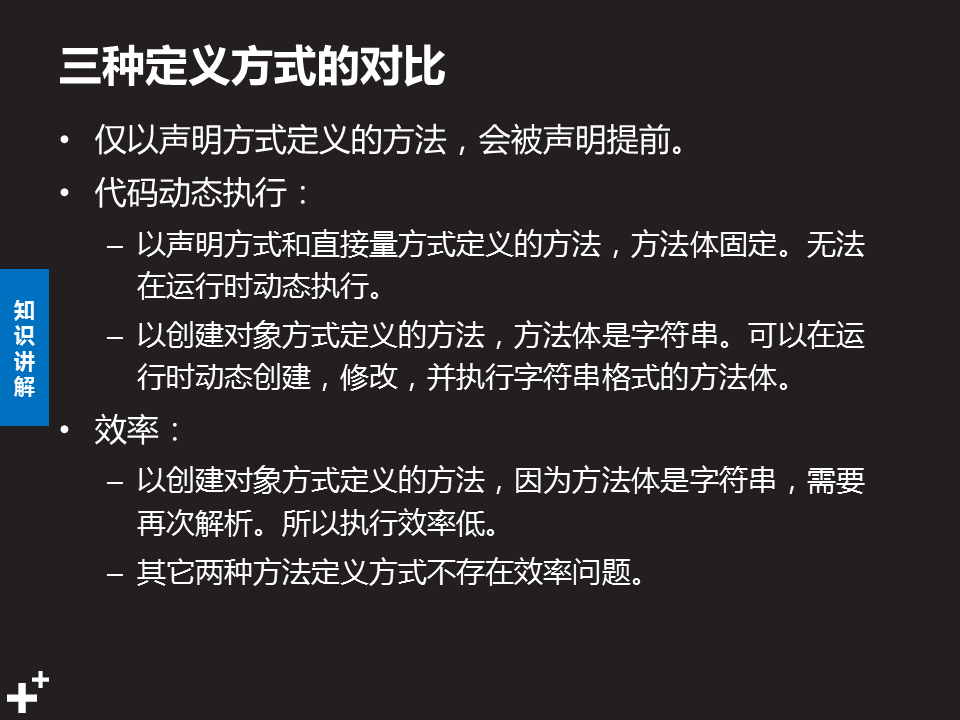 三种定义方式的对比
• 仅以声明方式定义的方法，会被声明提前。
• 代码动态执行：
– 以声明方式和直接量方式定义的方法，方法体固定。无法
在运行时动态执行。
– 以创建对象方式定义的方法，方法体是字符串。可以在运
行时动态创建，修改，并执行字符串格式的方法体。
• 效率：
– 以创建对象方式定义的方法，因为方法体是字符串，需要
再次解析。所以执行效率低。
– 其它两种方法定义方式不存在效率问题。
知
识
讲
解